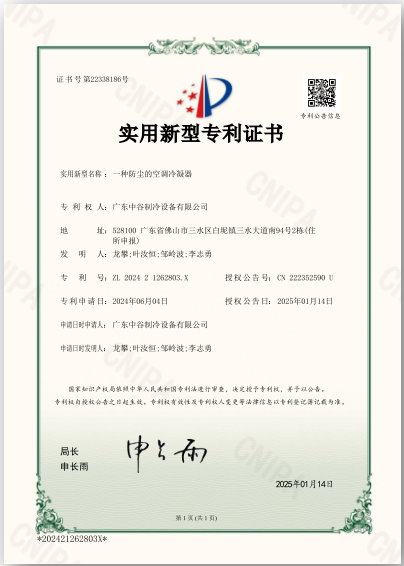 证书号第22338186号
专利公告信息
实用新型专利证书
实用新型名称：一种防尘的空调冷凝器
专利权人：广东中谷制冷设备有限公司
地址：528100 广东省佛山市三水区白坭镇三水大道南94号2栋(住
所申报)
发明人：龙攀;叶汝恒;邹岭波;李志勇
专利号：ZL 2024 2 1262803.X 授权公告号：CN 222352590 U
专利申请日：2024年06月04日 授权公告日：2025年01月14日
申请日时申请人：广东中谷制冷设备有限公司
申请日时发明人：龙攀;叶汝恒;邹岭波;李志勇
国家知识产权局依照中华人民共和国专利法进行审查，决定授予专利权，并予以公告。
专利权自授权公告之日起生效。专利权有效性及专利权人变更等法律信息以专利登记簿记载为准。
局长
申长雨
申长雨
2025年01月14日
第 1 页 (共 1 页)
*202421262803X*
CNIPA